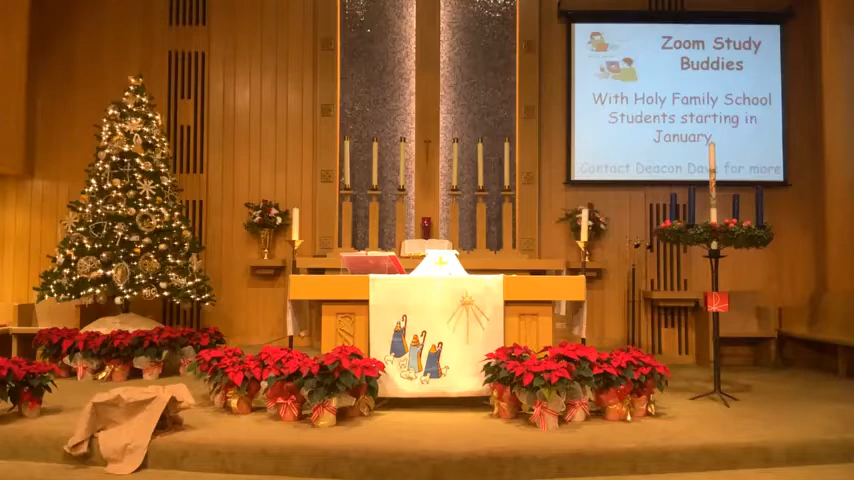 Zoom Study
Buddies
With Holy Family School
Students starting in
January
Contact Deacon Dave for more